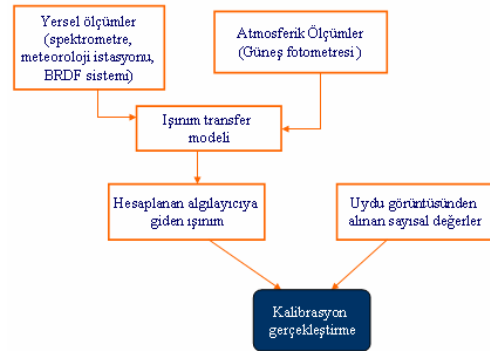 Yersel ölçümler
(spektrometre,
meteoroloji istasyonu,
BRDF sistemi)
Atmosferik Ölçümler
(Güneş fotometresi )
Işınım transfer
modeli
Hesaplanan algılayıcıya
giden ışınım
Uydu görüntüsünden
alınan sayısal değerler
Kalibrasyon
gerçekleştirme